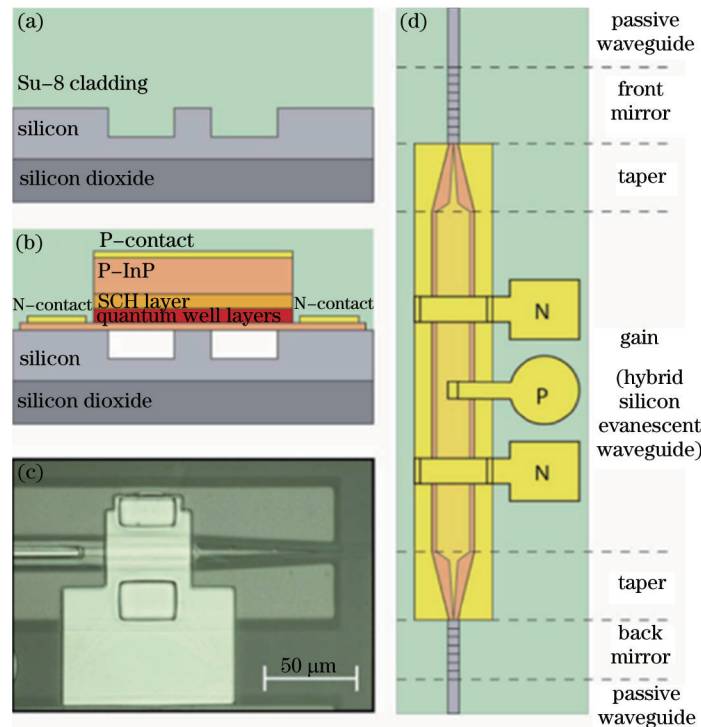 (a)
Su-8 cladding
silicon
silicon dioxide
(b)
P-contact
P-InP
N-contact
SCH layer
N-contact
quantum well layers
silicon
silicon dioxide
(c)
50 μm
(d)
passive
waveguide
front
mirror
taper
N
gain
P
(hybrid
silicon
evanescent
waveguide)
N
taper
back
mirror
passive
waveguide